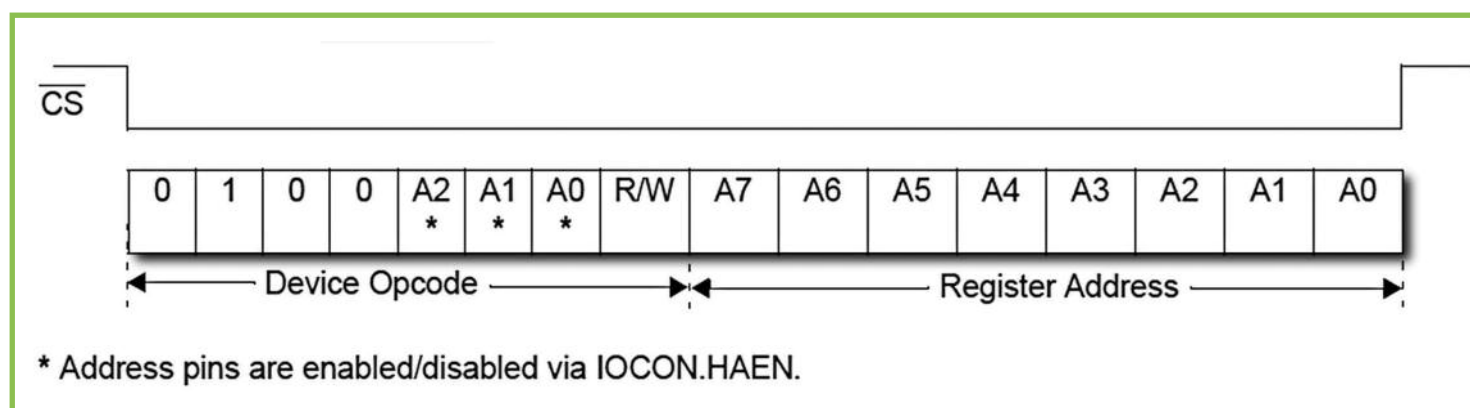 CS
0 1 0 0 A2 A1 A0 R/W A7 A6 A5 A4 A3 A2 A1 A0
* * *
Device Opcode Register Address
* Address pins are enabled/disabled via IOCON.HAEN.